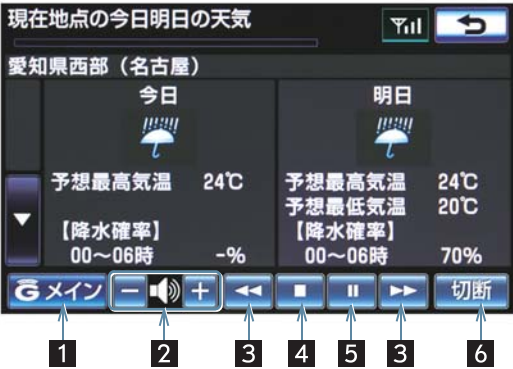 現在地点の今日明日の天気
愛知県西部（名古屋）
今日 明日
予想最高気温 24℃ 予想最高気温 24℃
予想最低気温 20℃
【降水確率】 【降水確率】
00～06時 -% 00～06時 70%
G メイン － ＋ 切断
1 2 3 4 5 3 6